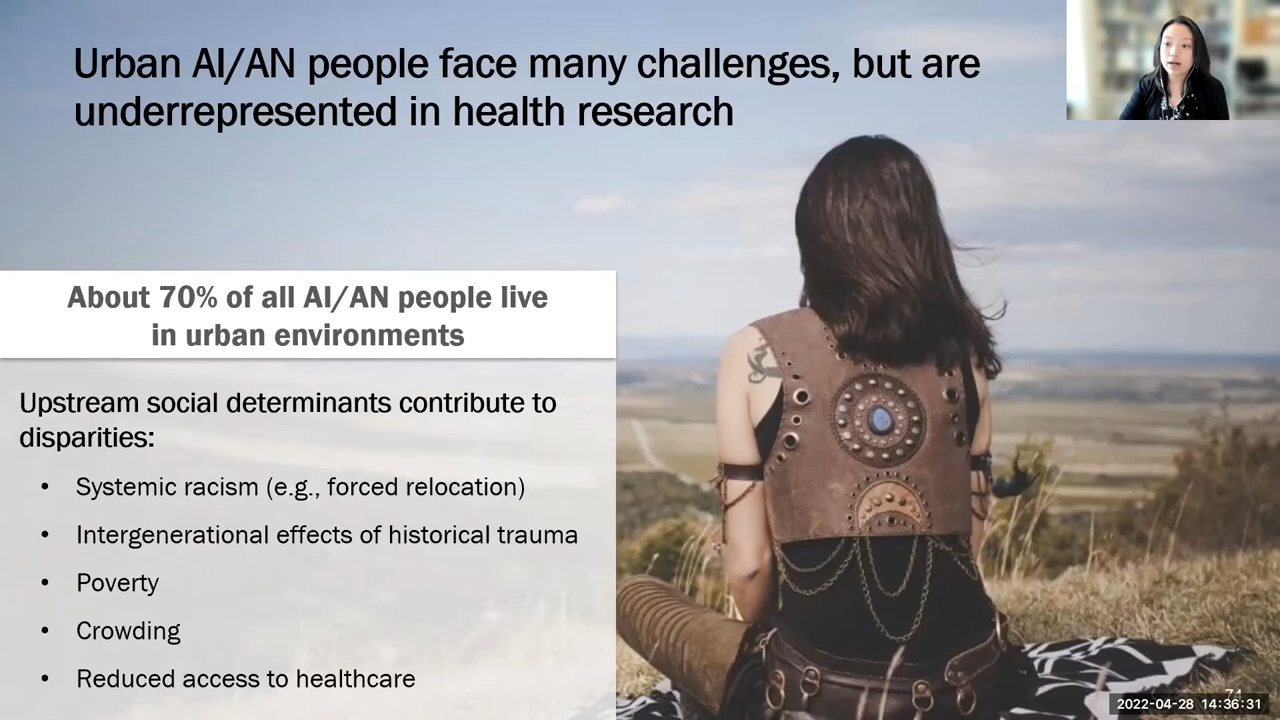 Urban AI/AN people face many challenges, but are
underrepresented in health research
About 70% of all AI/AN people live
in urban environments
Upstream social determinants contribute to
disparities:
• Systemic racism (e.g., forced relocation)
• Intergenerational effects of historical trauma
• Poverty
• Crowding
• Reduced access to healthcare
74
2022-04-28 14:36:31